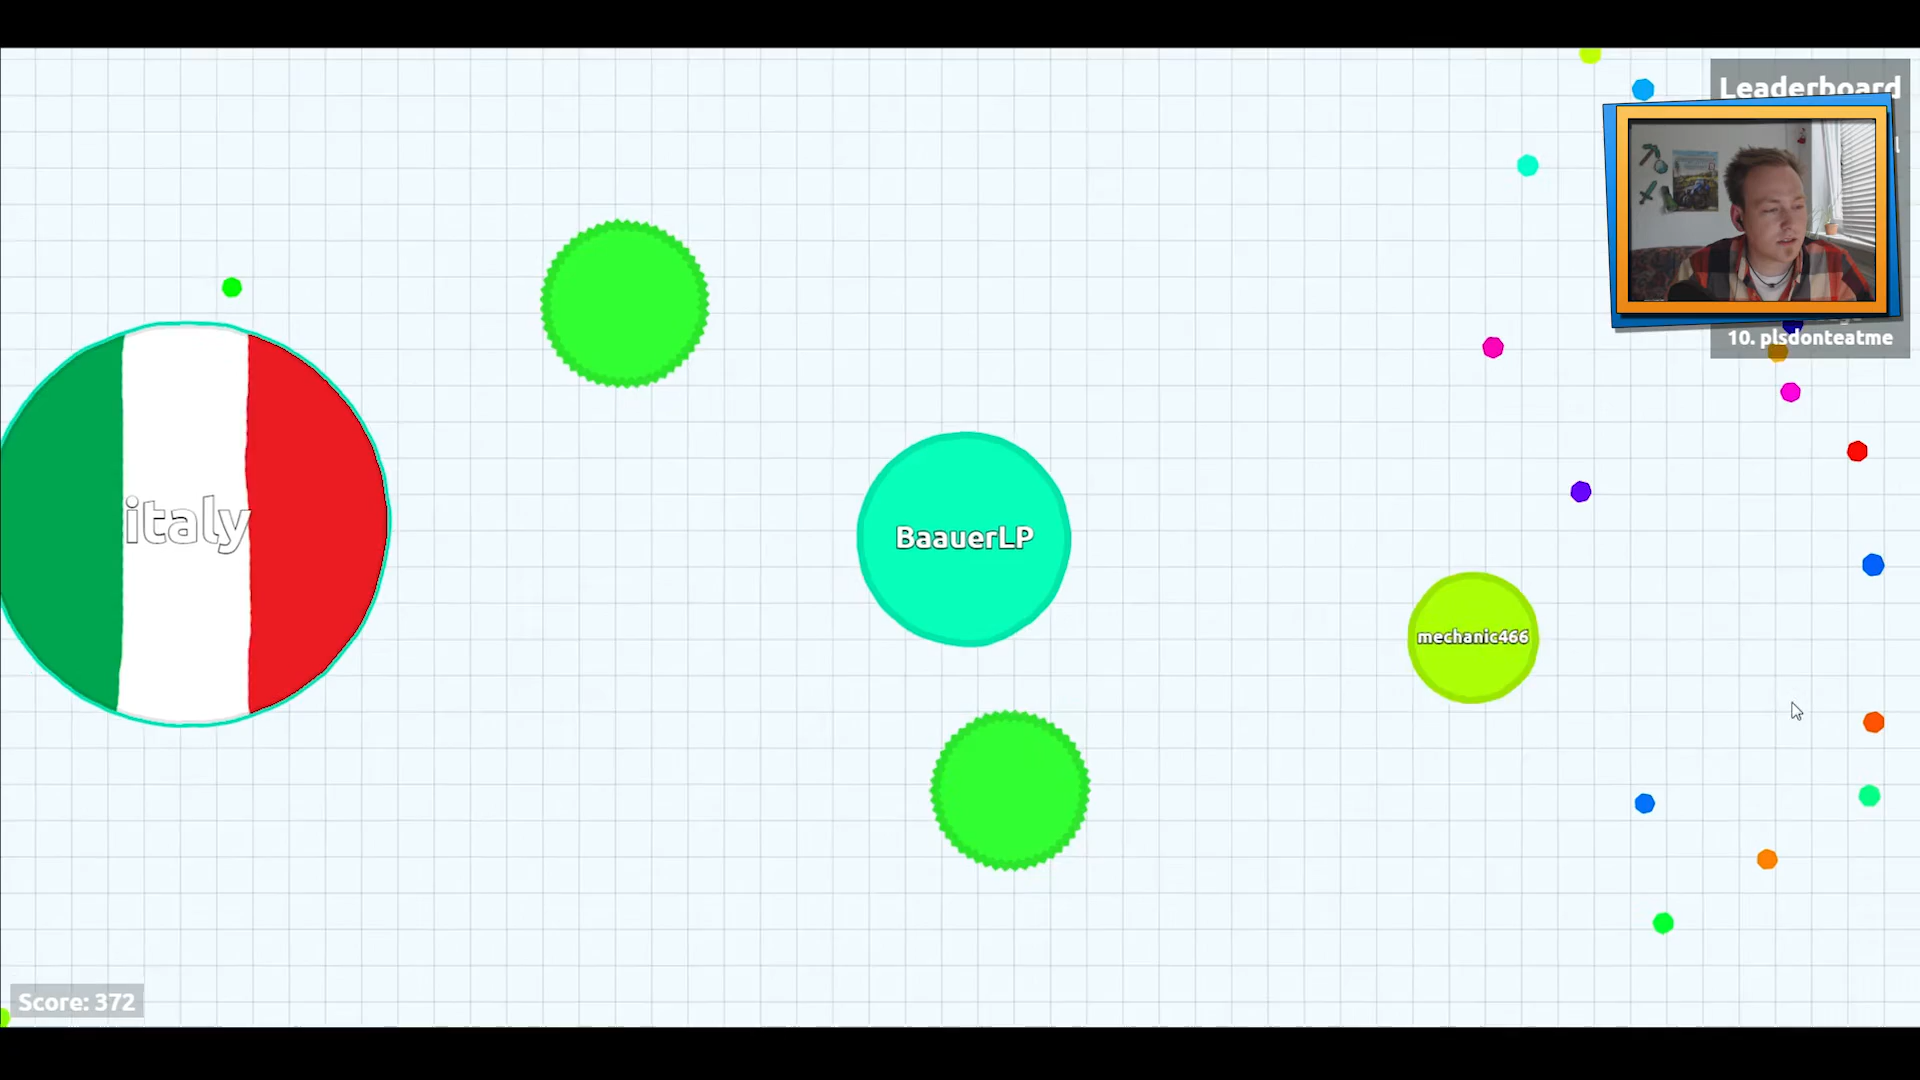 Leaderboard
10. plsdonteatme
italy
BaauerLP
mechanic466
Score: 372